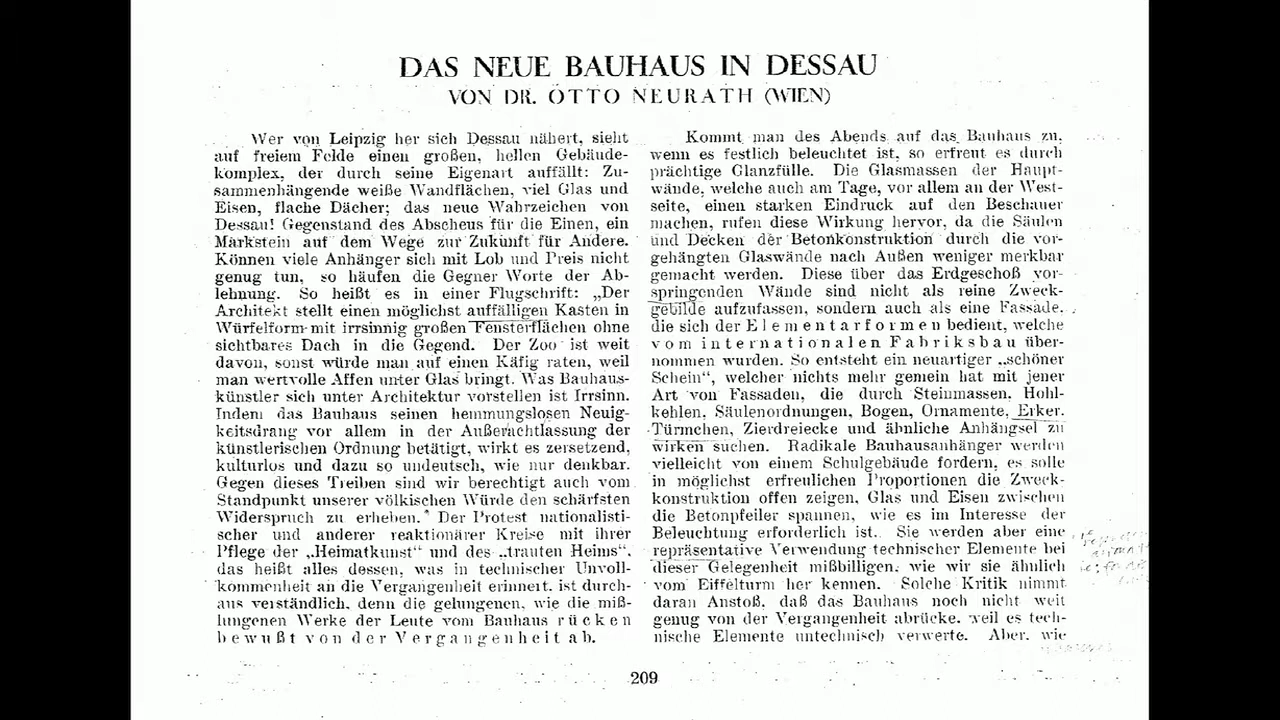 DAS NEUE BAUHAUS IN DESSAU
VON DR. OTTO NEURATH (WIEN)
Wer von Leipzig her sich Dessau nähert, sieht
auf freiem Felde einen großen, hellen Gebäude-
komplex, der durch seine Eigenart auffällt: Zu-
sammenhängende weiße Wandflächen, viel Glas und
Eisen, flache Dächer; das neue Wahrzeichen von
Dessau! Gegenstand des Abscheus für die Einen, ein
Markstein auf dem Wege zur Zukunft für Andere.
Können viele Anhänger sich mit Lob und Preis nicht
genug tun, so häufen die Gegner Worte der Ab-
lehnung. So heißt es in einer Flugschrift: „Der
Architekt stellt einen möglichst auffälligen Kasten in
Würfelform mit irrsinnig großen Fensterflächen ohne
sichtbares Dach in die Gegend. Der Zoo ist weit
davon, sonst würde man auf einen Käfig raten, weil
man wertvolle Affen unter Glas bringt. Was Bauhaus-
künstler sich unter Architektur vorstellen ist Irrsinn.
Indem das Bauhaus seinen hemmungslosen Neuig-
keitsdrang vor allem in der Außerachtlassung der
künstlerischen Ordnung betätigt, wirkt es zersetzend,
kulturlos und dazu so undeutsch, wie nur denkbar.
Gegen dieses Treiben sind wir berechtigt auch vom
Standpunkt unserer völkischen Würde den schärfsten
Widerspruch zu erheben.“ Der Protest nationalisti-
scher und anderer reaktionärer Kreise mit ihrer
Pflege der „Heimatkunst“ und des „trauten Heims“,
das heißt alles dessen, was in technischer Unvoll-
kommenheit an die Vergangenheit erinnert, ist durch-
aus verständlich, denn die gelungenen, wie die miß-
lungenen Werke der Leute vom Bauhaus rücken
bewußt von der Vergangenheit ab.
Kommt man des Abends auf das Bauhaus zu,
wenn es festlich beleuchtet ist, so erfreut es durch
prächtige Glanzfülle. Die Glasmassen der Haupt-
wände, welche auch am Tage, vor allem an der West-
seite, einen starken Eindruck auf den Beschauer
machen, rufen diese Wirkung hervor, da die Säulen
und Decken der Betonkonstruktion durch die vor-
gehängten Glaswände nach Außen weniger merkbar
gemacht werden. Diese über das Erdgeschoß vor-
springenden Wände sind nicht als reine Zweck-
gebilde aufzufassen, sondern auch als eine Fassade,
die sich der Elementarformen bedient, welche
vom internationalen Fabriksbau über-
nommen wurden. So entsteht ein neuartiger „schöner
Schein“, welcher nichts mehr gemein hat mit jener
Art von Fassaden, die durch Steinmassen, Hohl-
kehlen, Säulenordnungen, Bogen, Ornamente, Erker,
Türmchen, Zierdreiecke und ähnliche Anhängsel zu
wirken suchen. Radikale Bauhausanhänger werden
vielleicht von einem Schulgebäude fordern, es solle
in möglichst erfreulichen Proportionen die Zweck-
konstruktion offen zeigen, Glas und Eisen zwischen
die Betonpfeiler spannen, wie es im Interesse der
Beleuchtung erforderlich ist. Sie werden aber eine
repräsentative Verwendung technischer Elemente bei
dieser Gelegenheit mißbilligen, wie wir sie ähnlich
vom Eiffelturm her kennen. Solche Kritik nimmt
daran Anstoß, daß das Bauhaus noch nicht weit
genug von der Vergangenheit abrücke, weil es tech-
nische Elemente untechnisch verwerte. Aber, wie
209